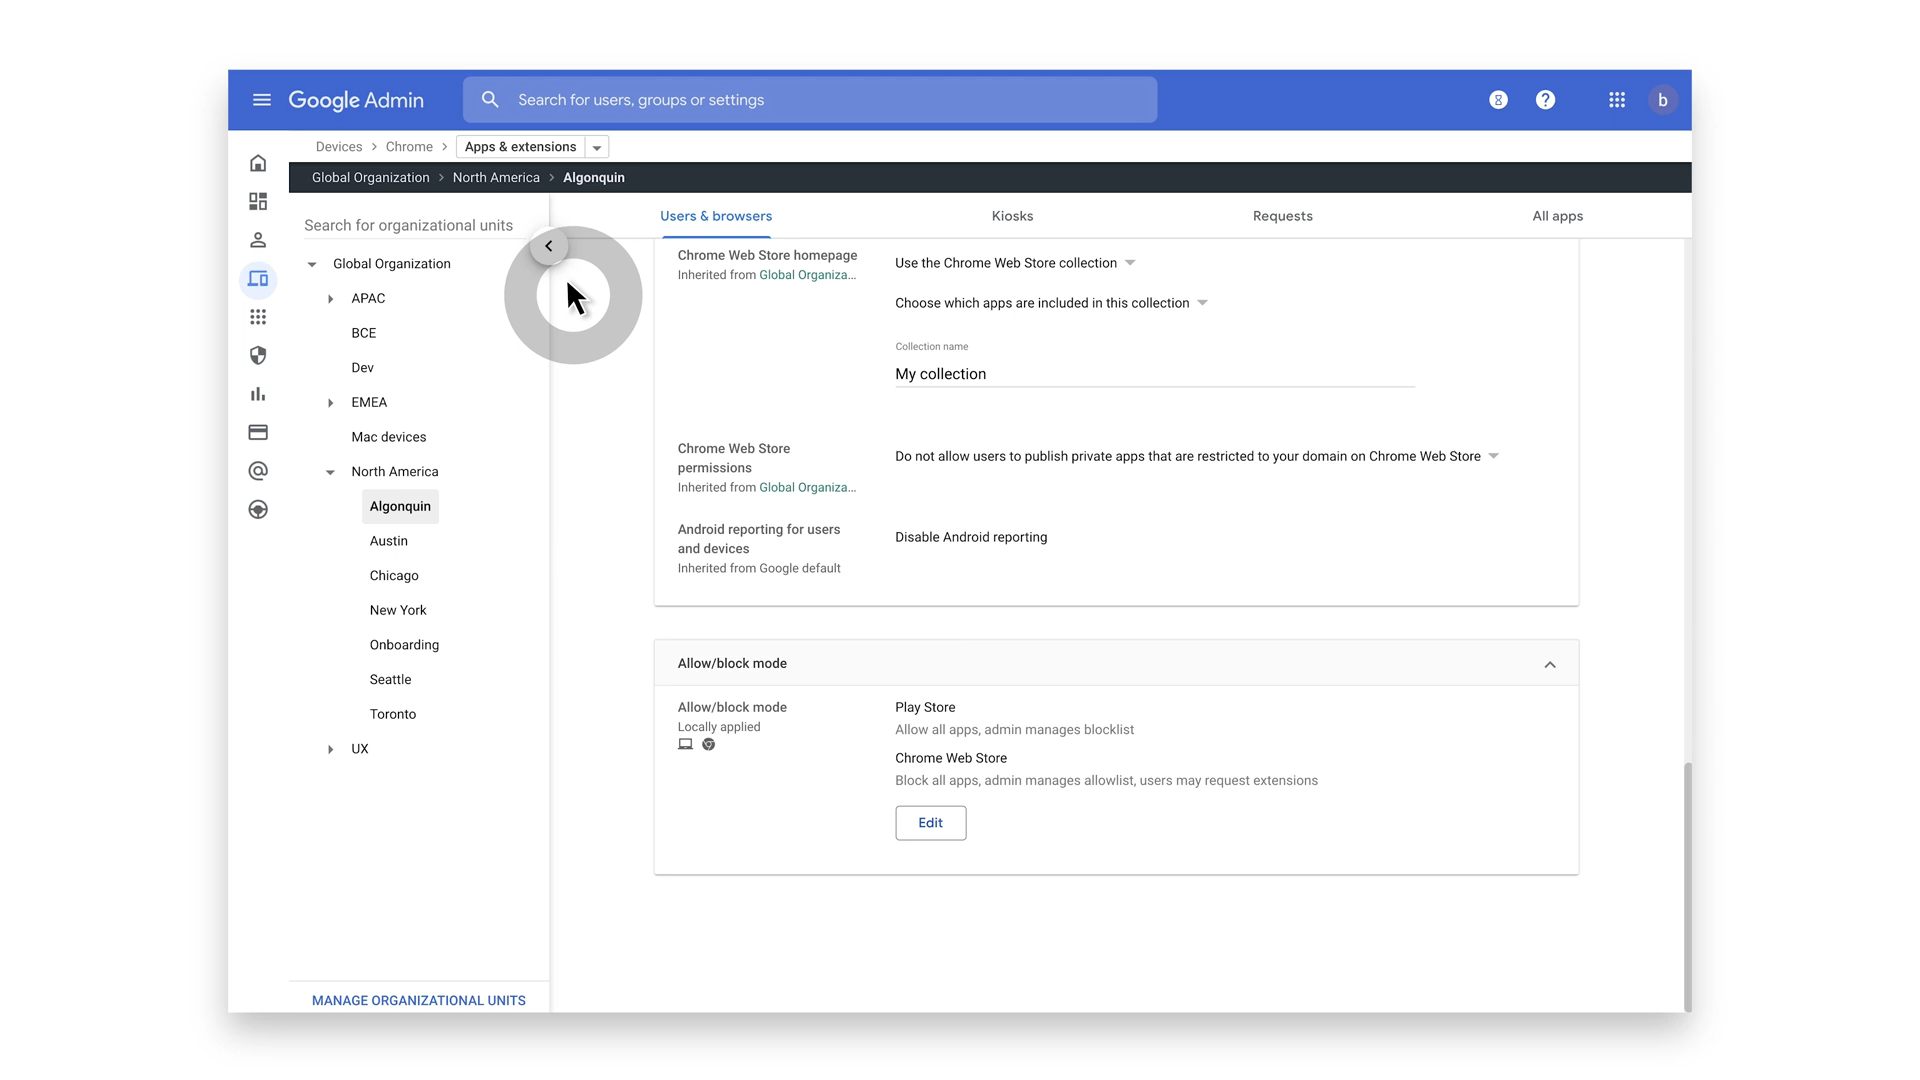 Google Admin
Search for users, groups or settings
b
Devices > Chrome > Apps & extensions
Global Organization > North America > Algonquin
Search for organizational units
Global Organization
APAC
BCE
Dev
EMEA
Mac devices
North America
Algonquin
Austin
Chicago
New York
Onboarding
Seattle
Toronto
UX
MANAGE ORGANIZATIONAL UNITS
Users & browsers
Kiosks
Requests
All apps
Chrome Web Store homepage
Inherited from Global Organiza...
Use the Chrome Web Store collection
Choose which apps are included in this collection
Collection name
My collection
Chrome Web Store
permissions
Inherited from Global Organiza...
Do not allow users to publish private apps that are restricted to your domain on Chrome Web Store
Android reporting for users
and devices
Inherited from Google default
Disable Android reporting
Allow/block mode
Allow/block mode
Locally applied
Play Store
Allow all apps, admin manages blocklist
Chrome Web Store
Block all apps, admin manages allowlist, users may request extensions
Edit